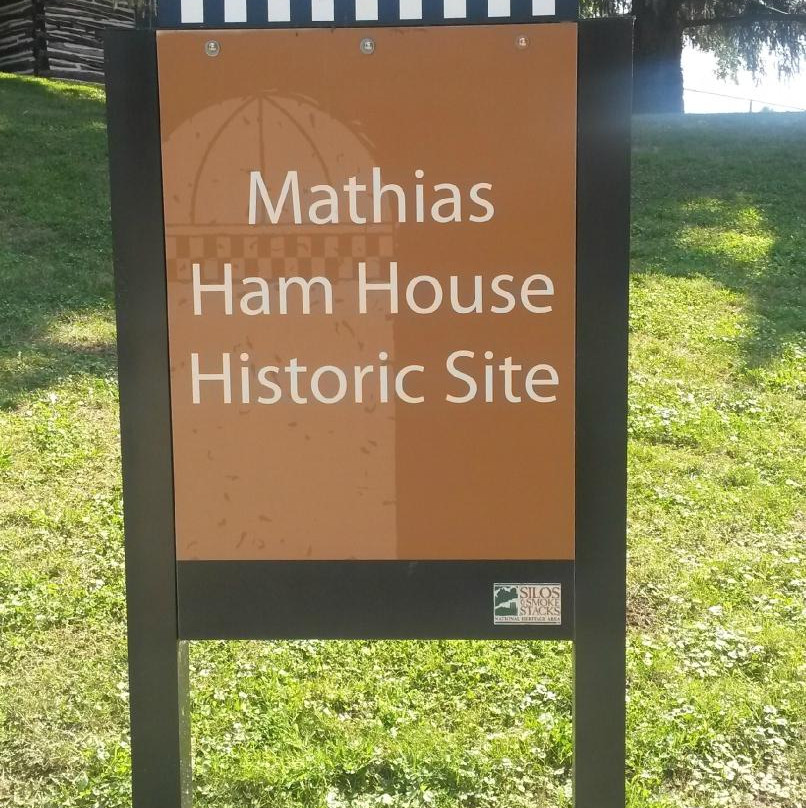 Mathias
Ham House
Historic Site
SILOS
& SMOKE
STACKS
NATIONAL HERITAGE AREA